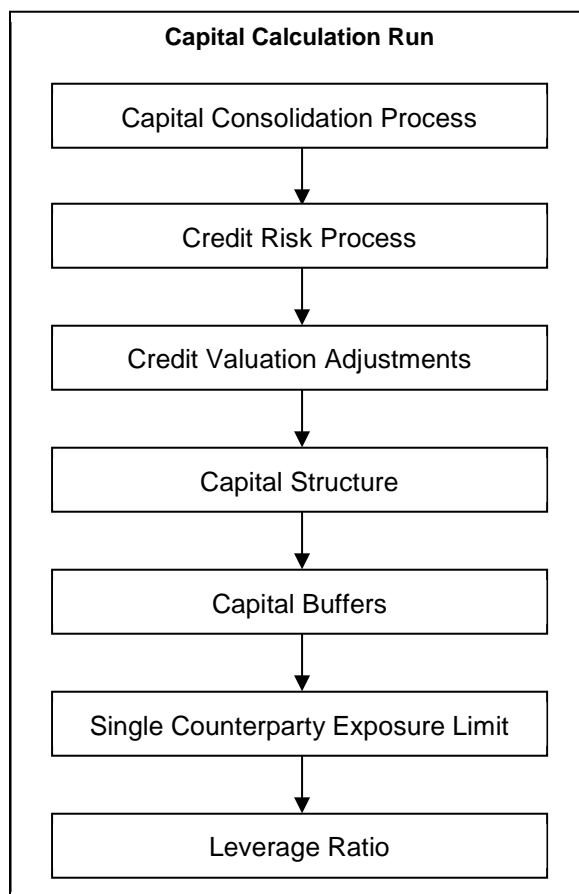 Capital Calculation Run
Capital Consolidation Process
Credit Risk Process
Credit Valuation Adjustments
Capital Structure
Capital Buffers
Single Counterparty Exposure Limit
Leverage Ratio